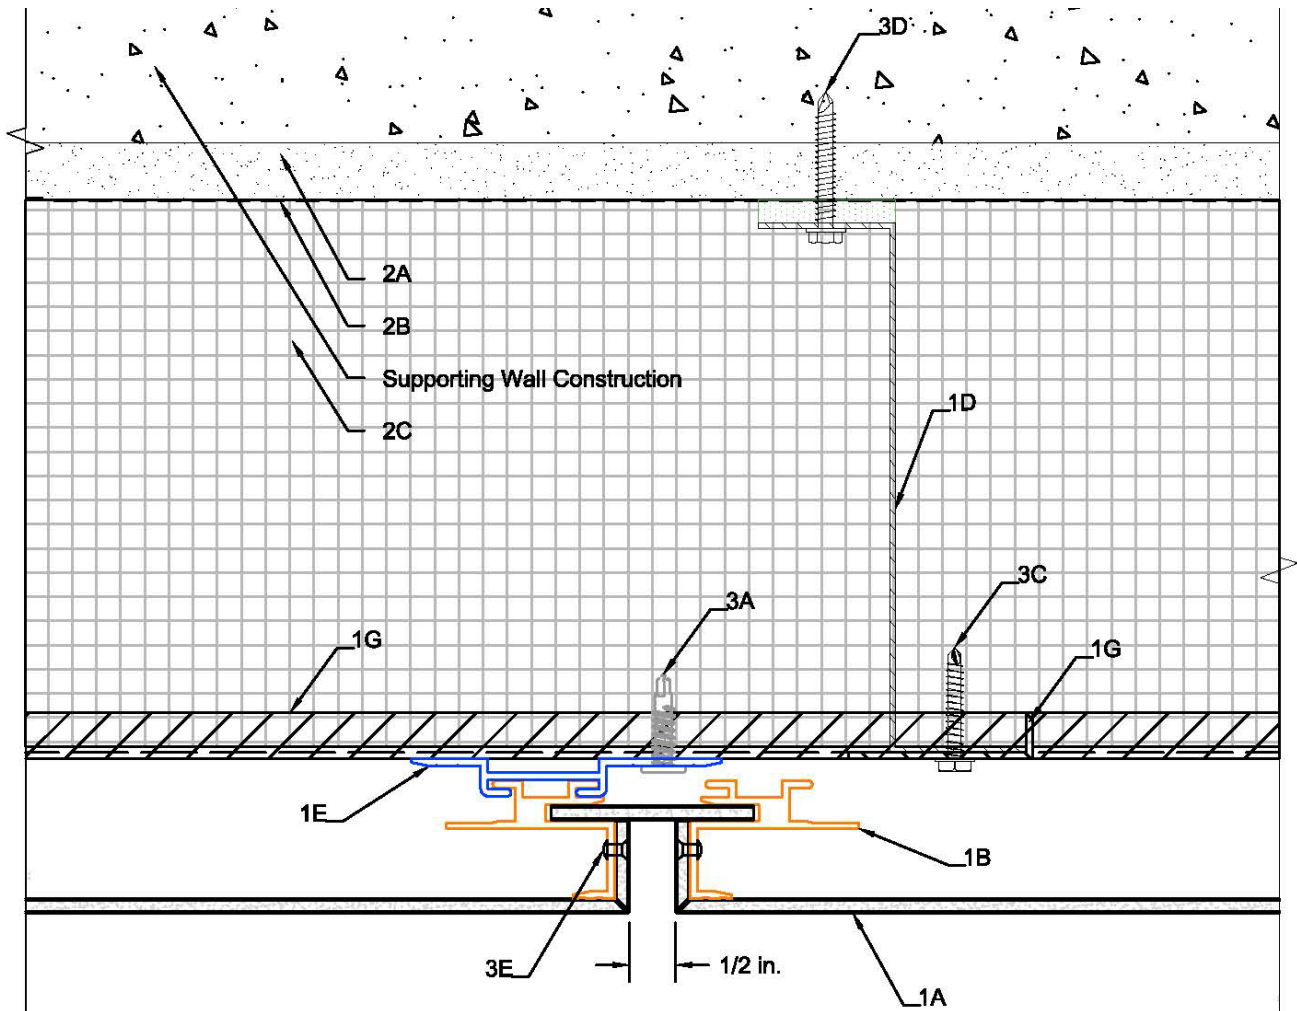 3D
2A
2B
Supporting Wall Construction
2C
1D
3C
3A
1G
1G
1E
1B
3E
1/2 in.
1A